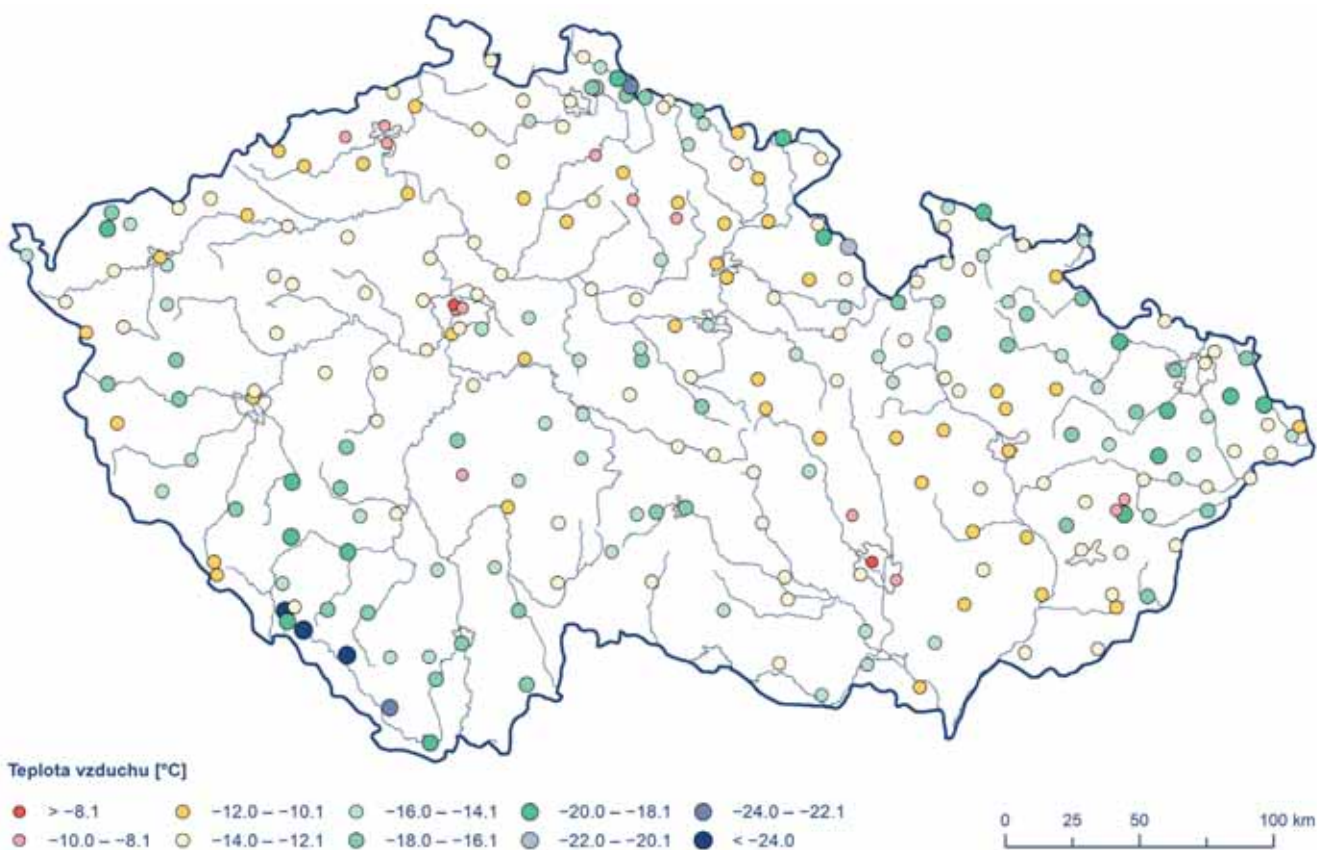 Teplota vzduchu [°C]
> −8.1 −12.0 – −10.1 −16.0 – −14.1 −20.0 – −18.1 −24.0 – −22.1
−10.0 – −8.1 −14.0 – −12.1 −18.0 – −16.1 −22.0 – −20.1 < −24.0
0 25 50 100 km